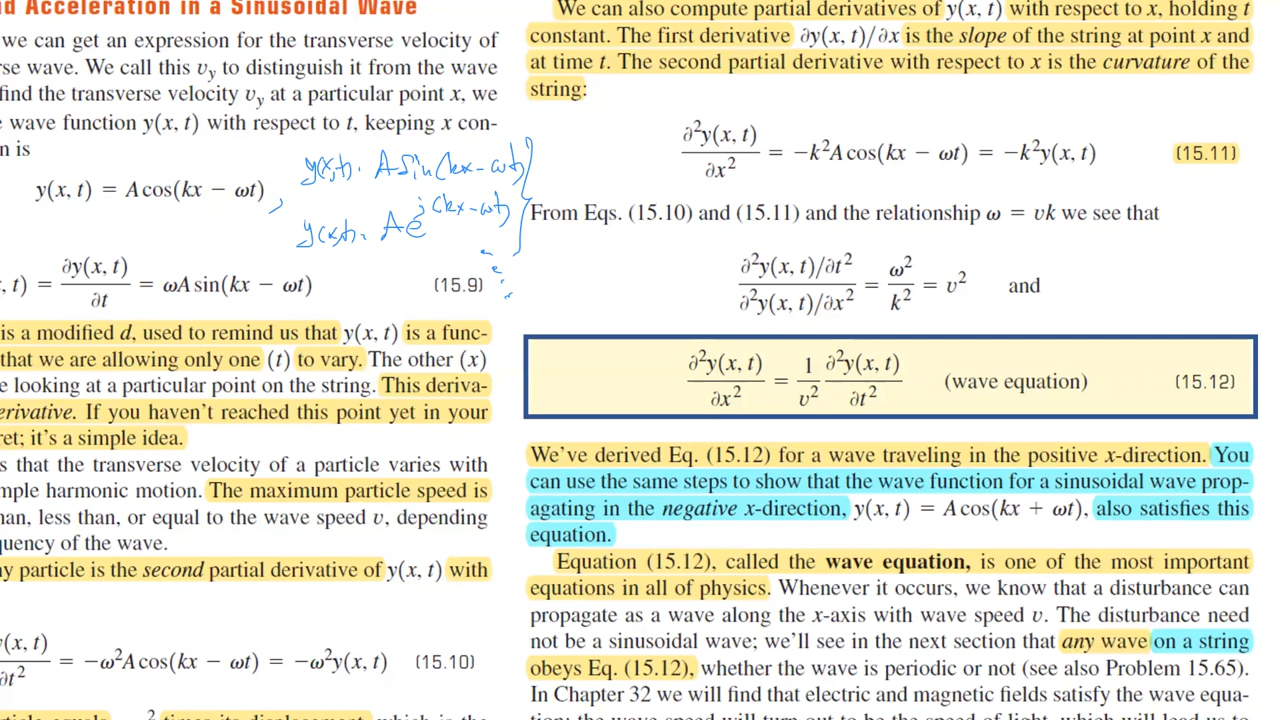 d Acceleration in a Sinusoidal Wave
we can get an expression for the transverse velocity of
se wave. We call this v_y to distinguish it from the wave
find the transverse velocity v_y at a particular point x, we
wave function y(x, t) with respect to t, keeping x con-
n is
y(x, t) = A cos(kx − ωt) , y(x,t) = A sin(kx − ωt)
y(x,t) = A e^{j(kx − ωt)}
, t) = ∂y(x, t)/∂t = ωA sin(kx − ωt) (15.9)
is a modified d, used to remind us that y(x, t) is a func-
that we are allowing only one (t) to vary. The other (x)
e looking at a particular point on the string. This deriva-
erivative. If you haven't reached this point yet in your
ret; it's a simple idea.
s that the transverse velocity of a particle varies with
mple harmonic motion. The maximum particle speed is
han, less than, or equal to the wave speed v, depending
quency of the wave.
ny particle is the second partial derivative of y(x, t) with
y(x, t)/∂t² = −ω²A cos(kx − ωt) = −ω²y(x, t) (15.10)
We can also compute partial derivatives of y(x, t) with respect to x, holding t
constant. The first derivative ∂y(x, t)/∂x is the slope of the string at point x and
at time t. The second partial derivative with respect to x is the curvature of the
string:
∂²y(x, t)/∂x² = −k²A cos(kx − ωt) = −k²y(x, t) (15.11)
From Eqs. (15.10) and (15.11) and the relationship ω = vk we see that
∂²y(x, t)/∂t² / ∂²y(x, t)/∂x² = ω²/k² = v² and
∂²y(x, t)/∂x² = 1/v² ∂²y(x, t)/∂t² (wave equation) (15.12)
We've derived Eq. (15.12) for a wave traveling in the positive x-direction. You
can use the same steps to show that the wave function for a sinusoidal wave prop-
agating in the negative x-direction, y(x, t) = A cos(kx + ωt), also satisfies this
equation.
Equation (15.12), called the wave equation, is one of the most important
equations in all of physics. Whenever it occurs, we know that a disturbance can
propagate as a wave along the x-axis with wave speed v. The disturbance need
not be a sinusoidal wave; we'll see in the next section that any wave on a string
obeys Eq. (15.12), whether the wave is periodic or not (see also Problem 15.65).
In Chapter 32 we will find that electric and magnetic fields satisfy the wave equa-